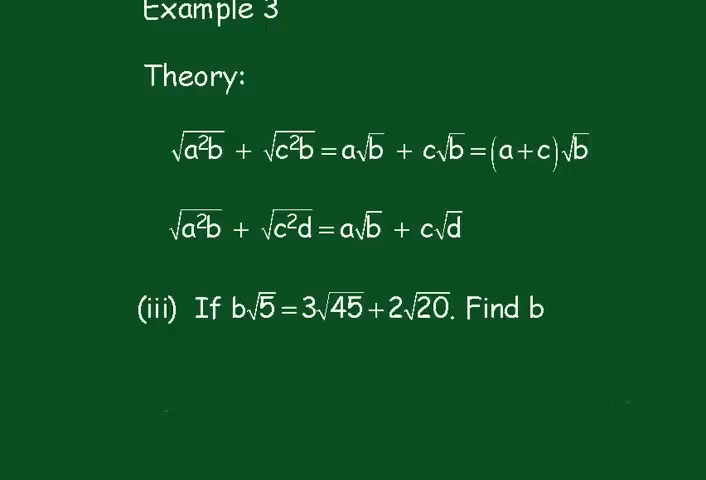 Example 3
Theory:
√a²b + √c²b = a√b + c√b = (a+c)√b
√a²b + √c²d = a√b + c√d
(iii) If b√5 = 3√45 + 2√20. Find b